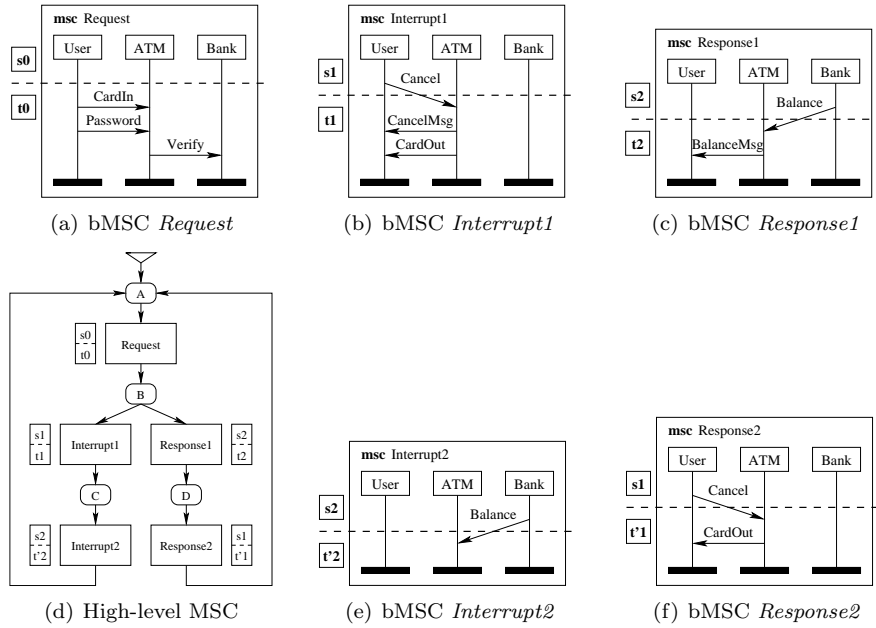 msc Request
User ATM Bank
s0
t0
CardIn
Password
Verify
(a) bMSC Request
msc Interrupt1
User ATM Bank
s1
t1
Cancel
CancelMsg
CardOut
(b) bMSC Interrupt1
msc Response1
User ATM Bank
s2
t2
Balance
BalanceMsg
(c) bMSC Response1
A
s0
t0
Request
B
s1
t1
Interrupt1
Response1
s2
t2
C
D
s2
t'2
Interrupt2
Response2
s1
t'1
(d) High-level MSC
msc Interrupt2
User ATM Bank
s2
t'2
Balance
(e) bMSC Interrupt2
msc Response2
User ATM Bank
s1
t'1
Cancel
CardOut
(f) bMSC Response2